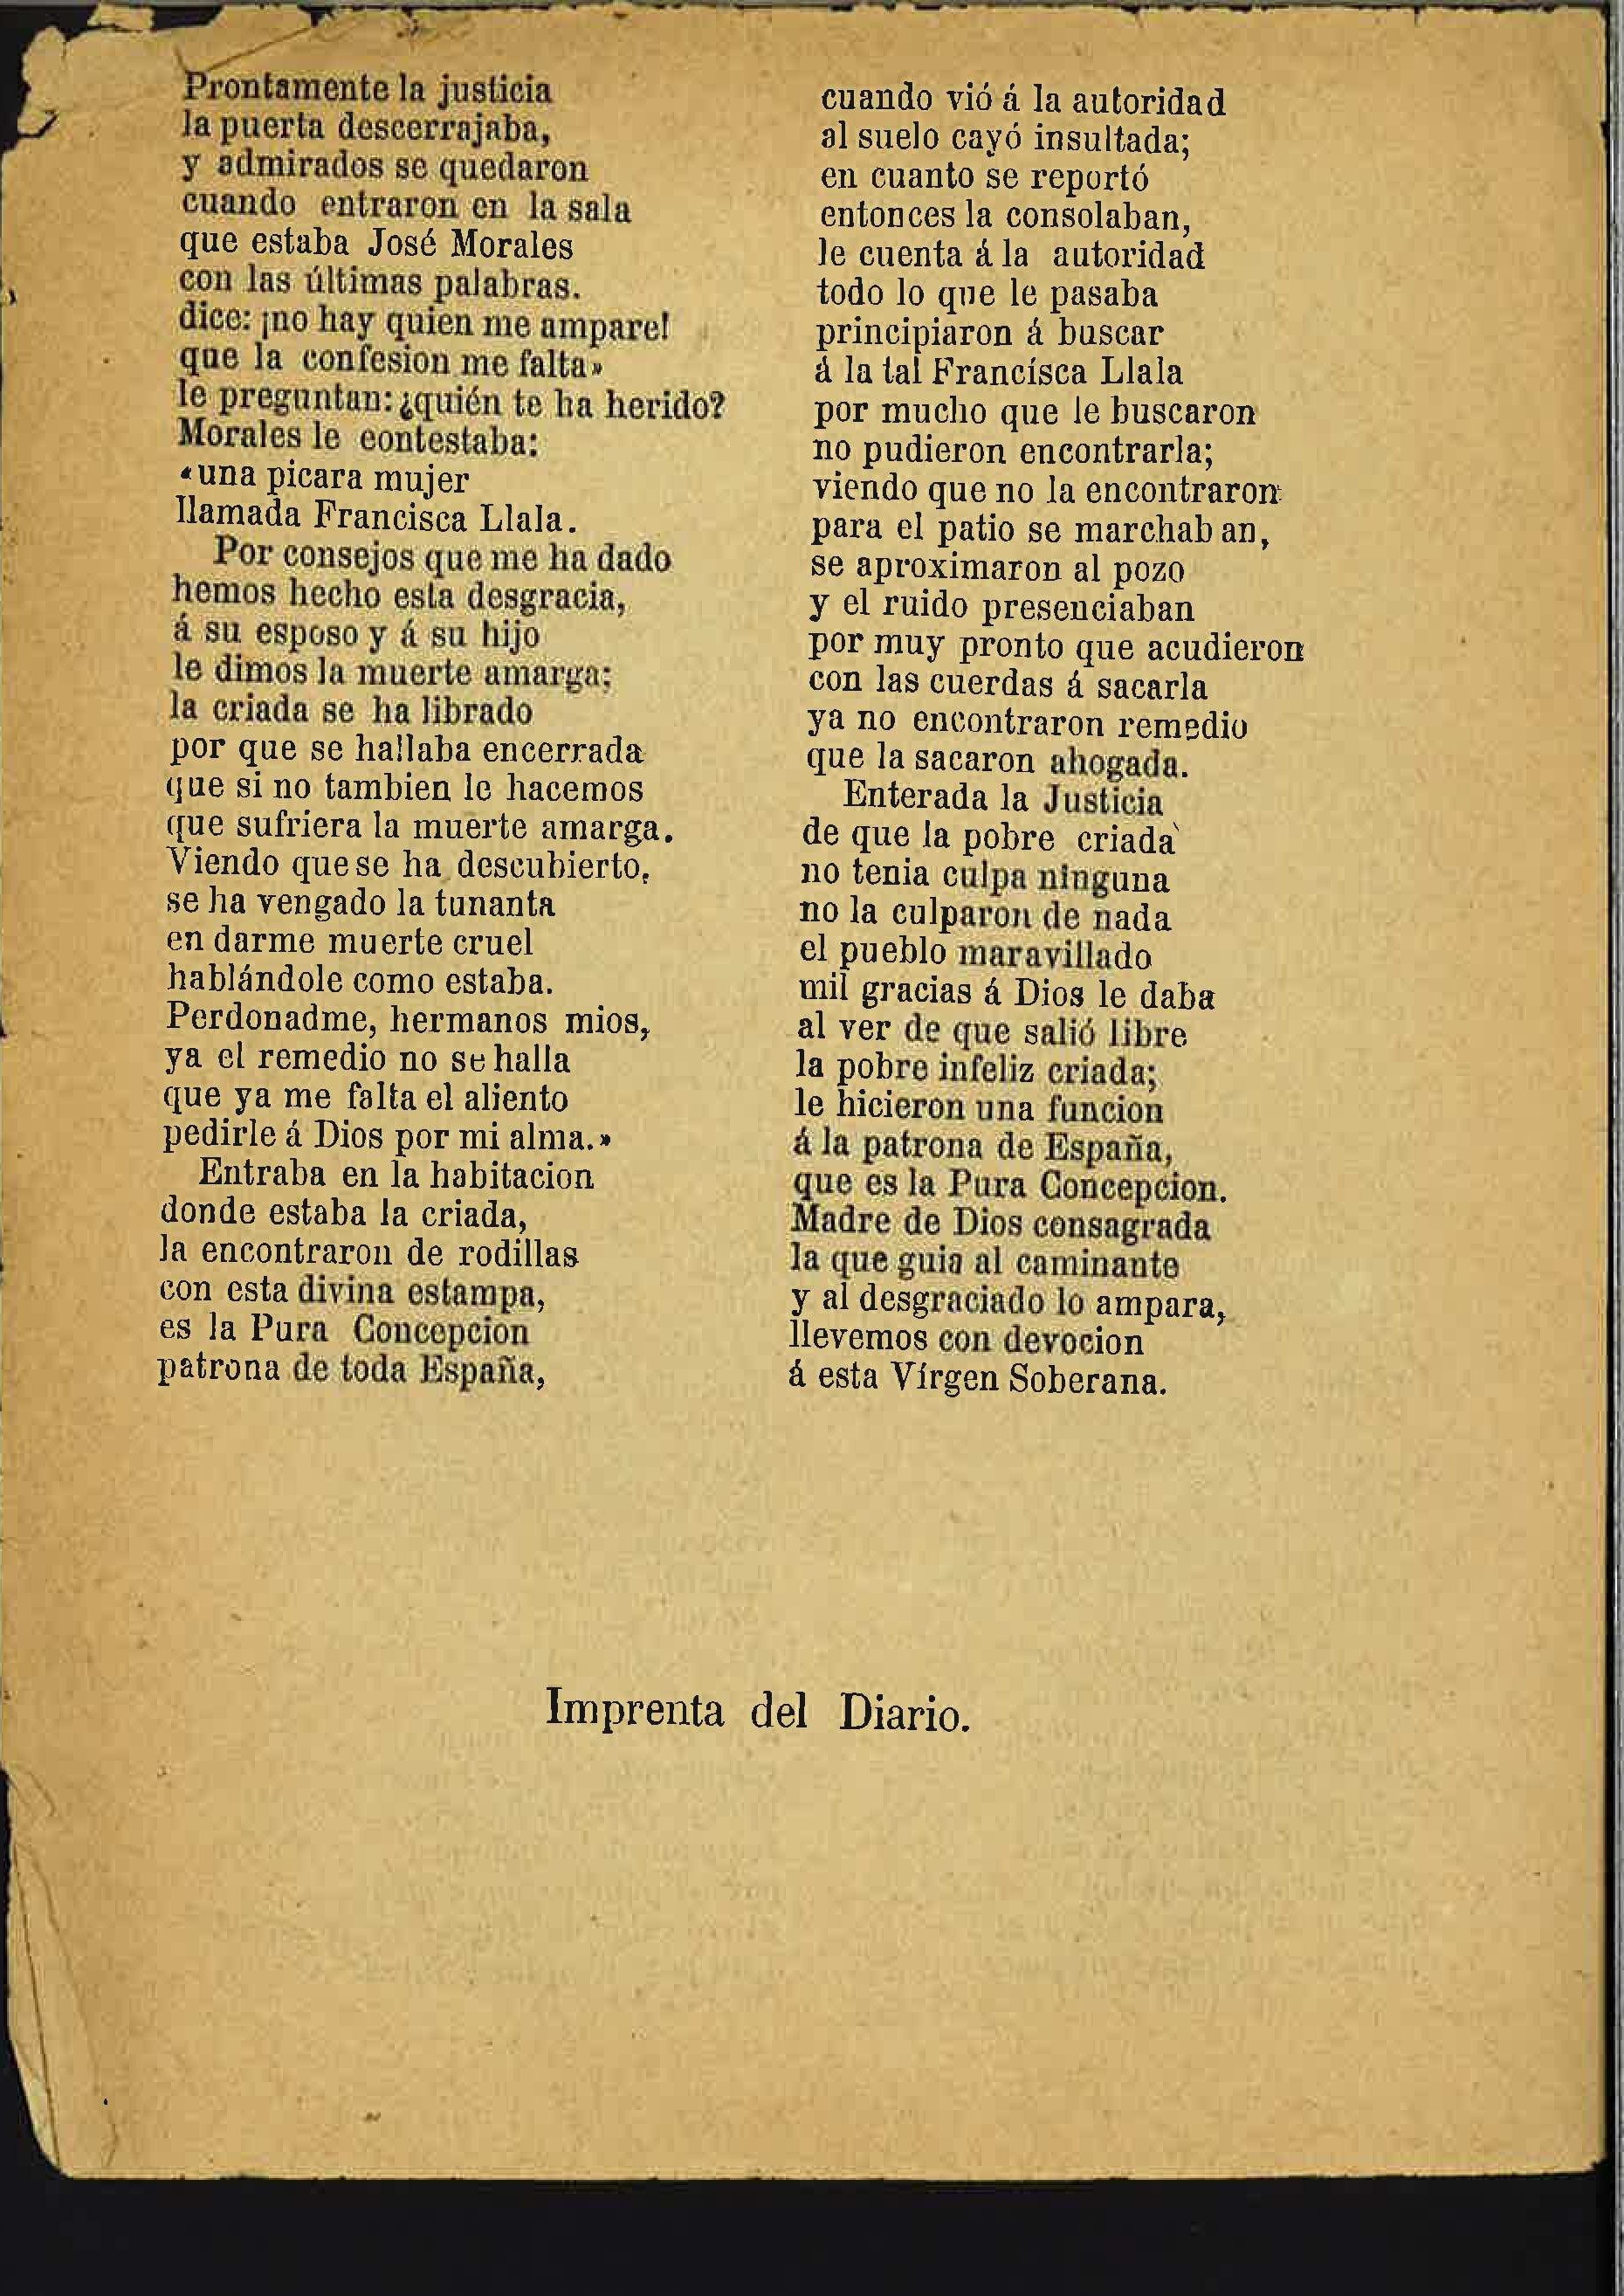 Prontamente la justicia
la puerta descerrajaba,
y admirados se quedaron
cuando entraron en la sala
que estaba José Morales
con las últimas palabras.
dice: ¡no hay quien me ampare!
que la confesion me falta»
le preguntan: ¿quién te ha herido?
Morales le eontestaba:
«una picara mujer
llamada Francisca Llala.
Por consejos que me ha dado
hemos hecho esta desgracia,
á su esposo y á su hijo
le dimos la muerte amarga;
la criada se ha librado
por que se hallaba encerrada
que si no tambien le hacemos
que sufriera la muerte amarga.
Viendo que se ha descubierto,
se ha vengado la tunanta
en darme muerte cruel
hablándole como estaba.
Perdonadme, hermanos mios,
ya el remedio no se halla
que ya me falta el aliento
pedirle á Dios por mi alma.»
Entraba en la habitacion
donde estaba la criada,
la encontraron de rodillas
con esta divina estampa,
es la Pura Concepcion
patrona de toda España,
cuando vió á la autoridad
al suelo cayó insultada;
en cuanto se reportó
entonces la consolaban,
le cuenta á la autoridad
todo lo que le pasaba
principiaron á buscar
á la tal Francísca Llala
por mucho que le buscaron
no pudieron encontrarla;
viendo que no la encontraron
para el patio se marchaban,
se aproximaron al pozo
y el ruido presenciaban
por muy pronto que acudieron
con las cuerdas á sacarla
ya no encontraron remedio
que la sacaron ahogada.
Enterada la Justicia
de que la pobre criada
no tenia culpa ninguna
no la culparon de nada
el pueblo maravillado
mil gracias á Dios le daba
al ver de que salió libre
la pobre infeliz criada;
le hicieron una funcion
á la patrona de España,
que es la Pura Concepcion.
Madre de Dios consagrada
la que guia al caminante
y al desgraciado lo ampara,
llevemos con devocion
á esta Vírgen Soberana.
Imprenta del Diario.